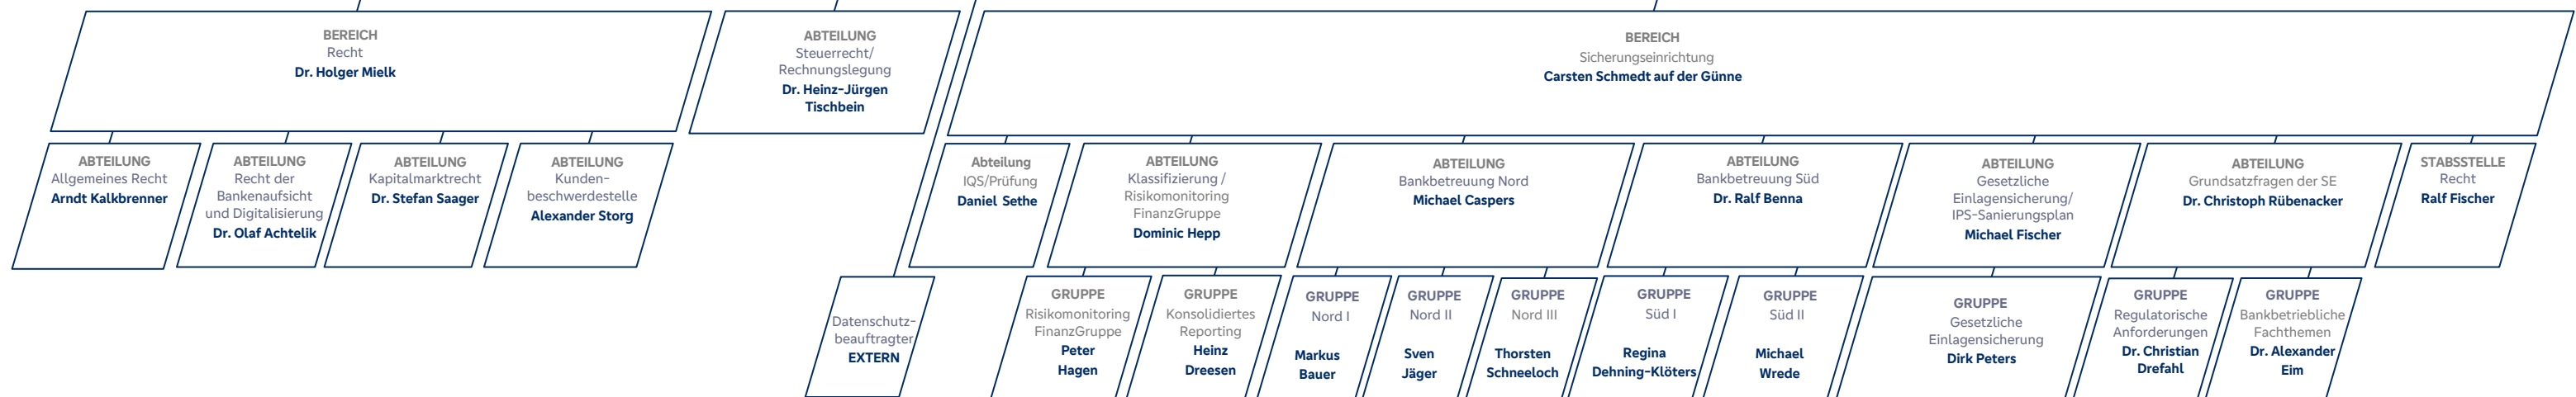 BEREICH
Recht
Dr. Holger Mielk
ABTEILUNG
Steuerrecht/
Rechnungslegung
Dr. Heinz-Jürgen
Tischbein
BEREICH
Sicherungseinrichtung
Carsten Schmedt auf der Günne
ABTEILUNG
Allgemeines Recht
Arndt Kalkbrenner
ABTEILUNG
Recht der
Bankenaufsicht
und Digitalisierung
Dr. Olaf Achtelik
ABTEILUNG
Kapitalmarktrecht
Dr. Stefan Saager
ABTEILUNG
Kunden-
beschwerdestelle
Alexander Storg
Abteilung
IQS/Prüfung
Daniel Sethe
ABTEILUNG
Klassifizierung /
Risikomonitoring
FinanzGruppe
Dominic Hepp
ABTEILUNG
Bankbetreuung Nord
Michael Caspers
ABTEILUNG
Bankbetreuung Süd
Dr. Ralf Benna
ABTEILUNG
Gesetzliche
Einlagensicherung/
IPS-Sanierungsplan
Michael Fischer
ABTEILUNG
Grundsatzfragen der SE
Dr. Christoph Rübenacker
STABSSTELLE
Recht
Ralf Fischer
Datenschutz-
beauftragter
EXTERN
GRUPPE
Risikomonitoring
FinanzGruppe
Peter
Hagen
GRUPPE
Konsolidiertes
Reporting
Heinz
Dreesen
GRUPPE
Nord I
Markus
Bauer
GRUPPE
Nord II
Sven
Jäger
GRUPPE
Nord III
Thorsten
Schneeloch
GRUPPE
Süd I
Regina
Dehning-Klöters
GRUPPE
Süd II
Michael
Wrede
GRUPPE
Gesetzliche
Einlagensicherung
Dirk Peters
GRUPPE
Regulatorische
Anforderungen
Dr. Christian
Drefahl
GRUPPE
Bankbetriebliche
Fachthemen
Dr. Alexander
Eim